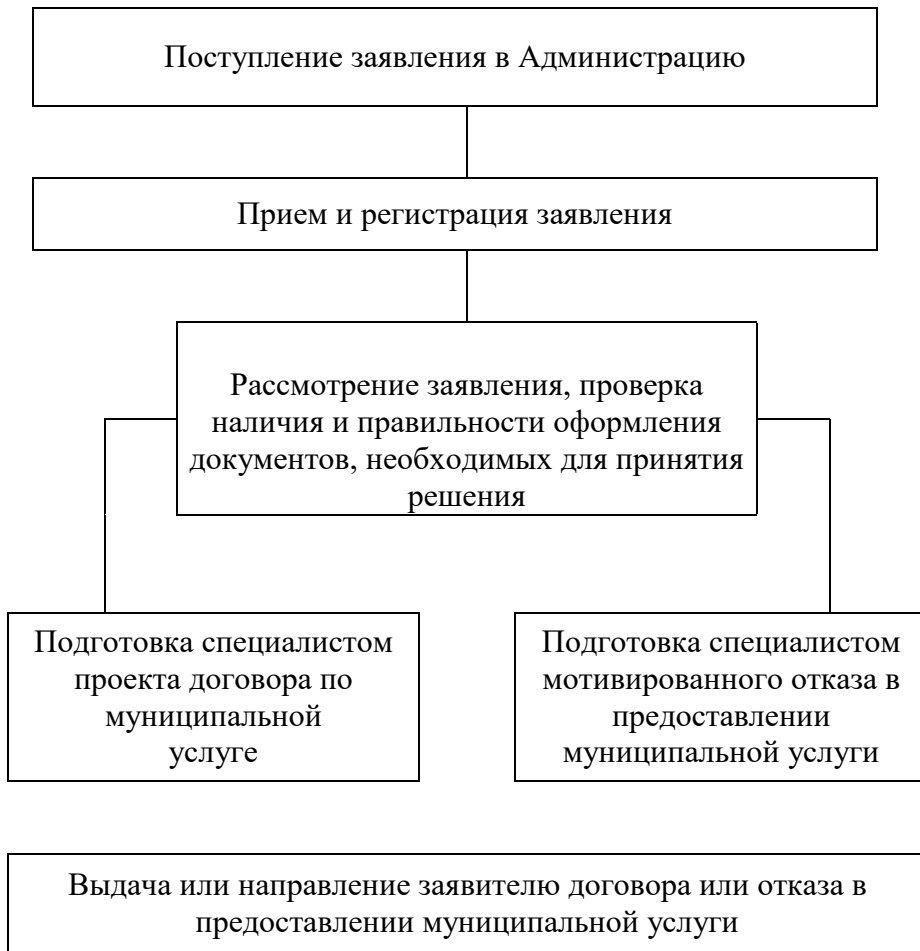 Поступление заявления в Администрацию
Прием и регистрация заявления
Рассмотрение заявления, проверка
наличия и правильности оформления
документов, необходимых для принятия
решения
Подготовка специалистом
проекта договора по
муниципальной
услуге
Подготовка специалистом
мотивированного отказа в
предоставлении
муниципальной услуги
Выдача или направление заявителю договора или отказа в
предоставлении муниципальной услуги